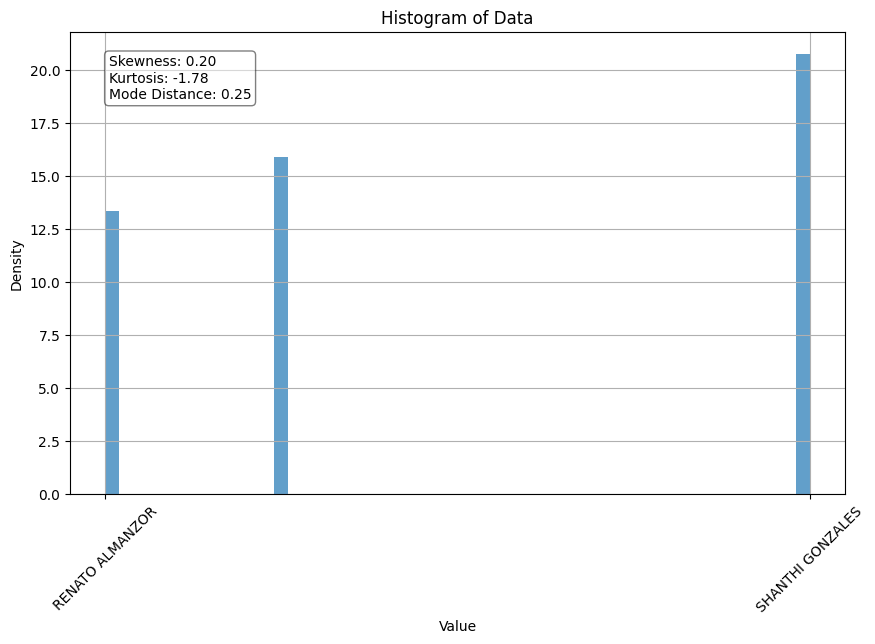 Histogram of Data
Skewness: 0.20
Kurtosis: -1.78
Mode Distance: 0.25
Density
20.0
17.5
15.0
12.5
10.0
7.5
5.0
2.5
0.0
RENATO ALMANZOR
SHANTHI GONZALES
Value